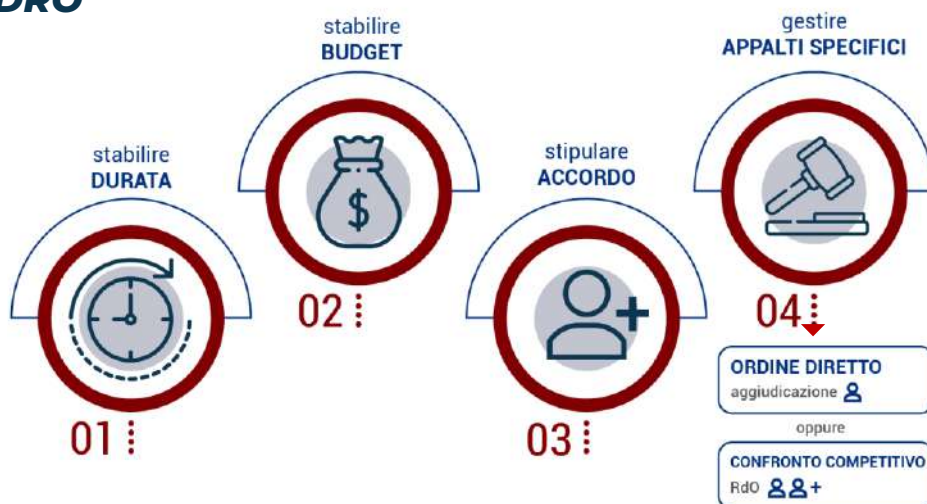 stabilire
DURATA
01
stabilire
BUDGET
02
stipulare
ACCORDO
03
gestire
APPALTI SPECIFICI
04
ORDINE DIRETTO
aggiudicazione
oppure
CONFRONTO COMPETITIVO
RdO